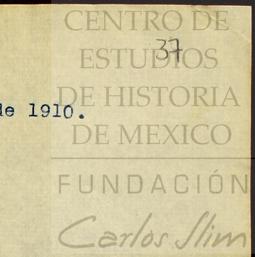 CENTRO DE
ESTUDIOS
37
DE HISTORIA
de 1910.
DE MEXICO
FUNDACIÓN
Carlos Slim